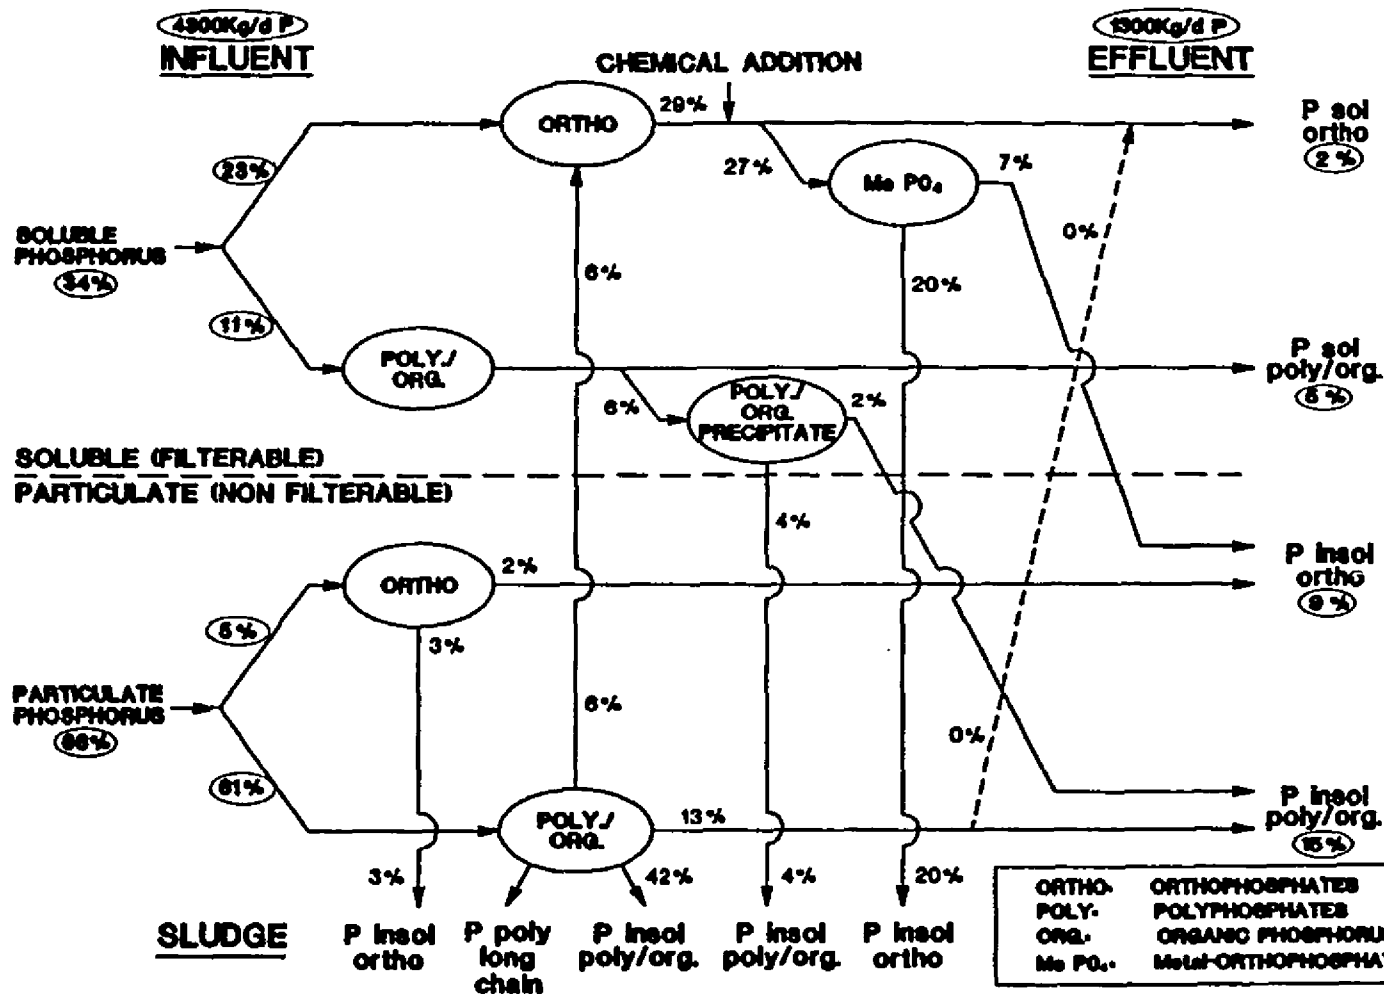 4300Kg/d P
INFLUENT
1300Kg/d P
EFFLUENT
CHEMICAL ADDITION
ORTHO
29%
P sol
ortho
2%
23%
27%
Me PO₄
7%
0%
SOLUBLE
PHOSPHORUS
34%
6%
20%
11%
POLY./
ORG.
P sol
poly/org.
5%
6%
POLY./
ORG.
PRECIPITATE
2%
SOLUBLE (FILTERABLE)
PARTICULATE (NON FILTERABLE)
4%
ORTHO
2%
P insol
ortho
9%
5%
3%
PARTICULATE
PHOSPHORUS
66%
6%
0%
61%
POLY./
ORG.
13%
P insol
poly/org.
15%
3%
42%
4%
20%
SLUDGE
P insol
ortho
P poly
long
chain
P insol
poly/org.
P insol
poly/org.
P insol
ortho
ORTHO- ORTHOPHOSPHATES
POLY- POLYPHOSPHATES
ORG.- ORGANIC PHOSPHORUS
Me PO₄- Metal-ORTHOPHOSPHAT